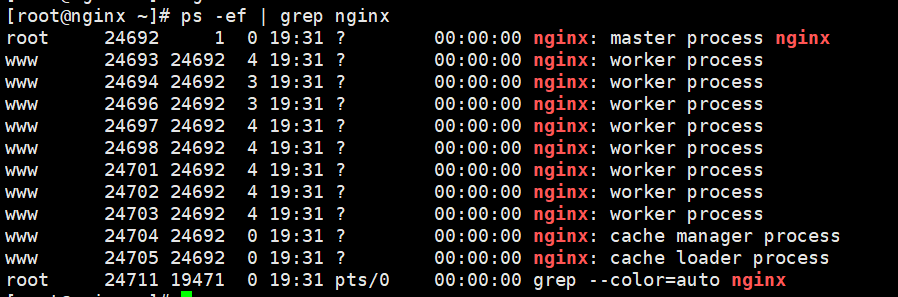 [root@nginx ~]# ps -ef | grep nginx
root     24692     1  0 19:31 ?        00:00:00 nginx: master process nginx
www      24693 24692  4 19:31 ?        00:00:00 nginx: worker process
www      24694 24692  3 19:31 ?        00:00:00 nginx: worker process
www      24696 24692  3 19:31 ?        00:00:00 nginx: worker process
www      24697 24692  4 19:31 ?        00:00:00 nginx: worker process
www      24698 24692  4 19:31 ?        00:00:00 nginx: worker process
www      24701 24692  4 19:31 ?        00:00:00 nginx: worker process
www      24702 24692  4 19:31 ?        00:00:00 nginx: worker process
www      24703 24692  4 19:31 ?        00:00:00 nginx: worker process
www      24704 24692  0 19:31 ?        00:00:00 nginx: cache manager process
www      24705 24692  0 19:31 ?        00:00:00 nginx: cache loader process
root     24711 19471  0 19:31 pts/0    00:00:00 grep --color=auto nginx
[root@nginx ~]#